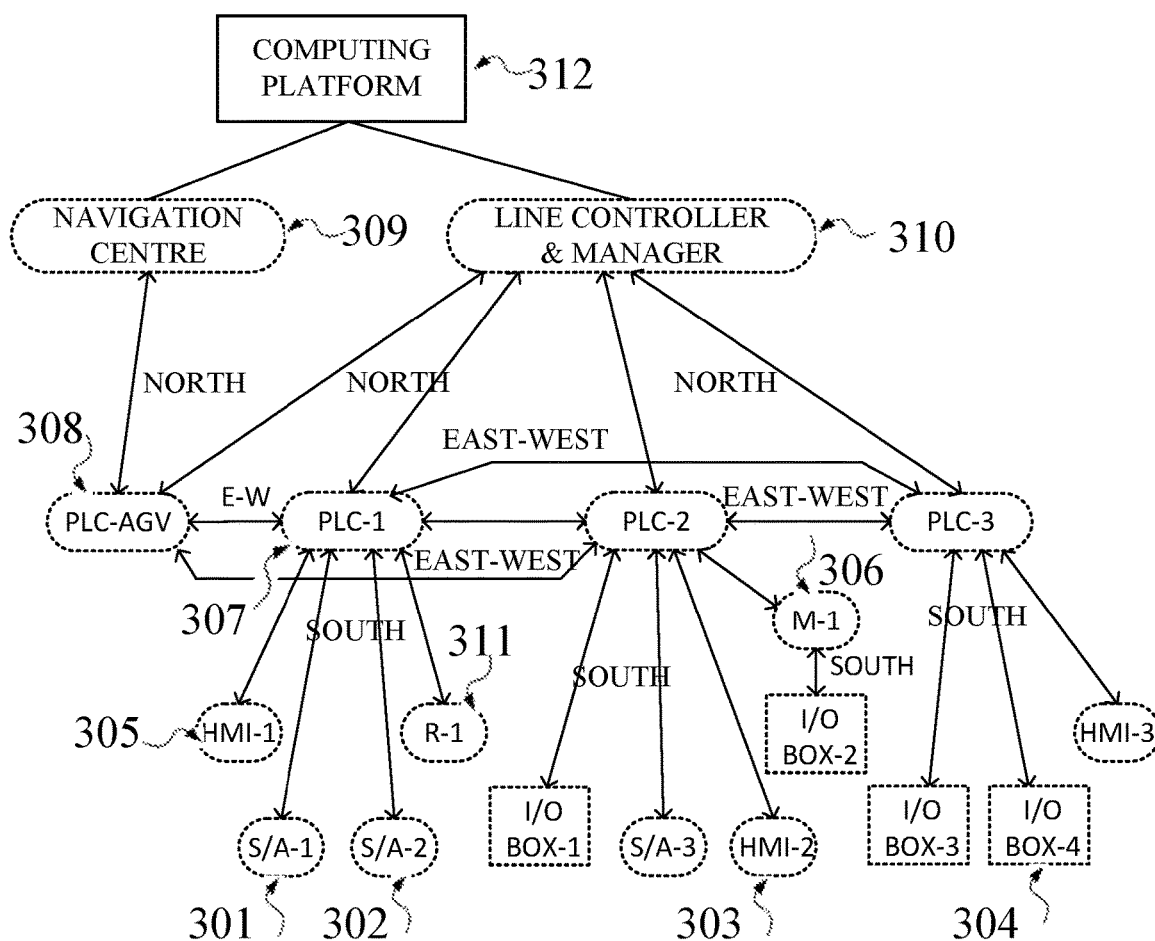 COMPUTING
PLATFORM
312
NAVIGATION
CENTRE
309
LINE CONTROLLER
& MANAGER
310
NORTH
NORTH
NORTH
308
EAST-WEST
PLC-AGV
E-W
PLC-1
PLC-2
EAST-WEST
PLC-3
307
EAST-WEST
306
M-1
SOUTH
311
SOUTH
SOUTH
SOUTH
305
HMI-1
R-1
I/O
BOX-2
HMI-3
S/A-1
S/A-2
I/O
BOX-1
S/A-3
HMI-2
I/O
BOX-3
I/O
BOX-4
301
302
303
304